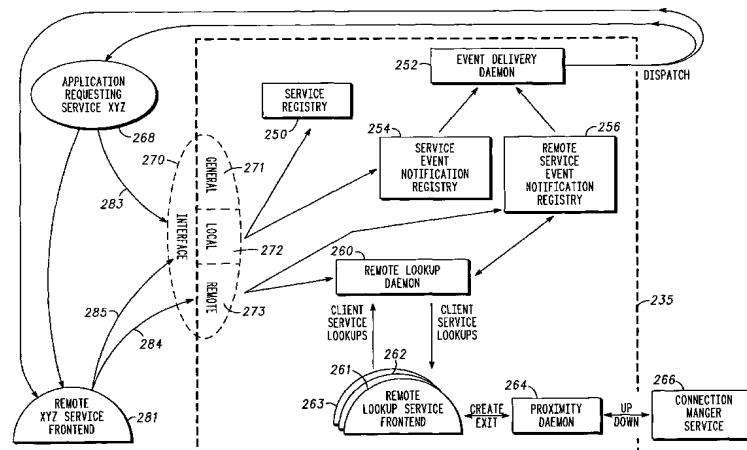 252
EVENT DELIVERY
DAEMON
DISPATCH
APPLICATION
REQUESTING
SERVICE XYZ
268
SERVICE
REGISTRY
250
254
SERVICE
EVENT
NOTIFICATION
REGISTRY
256
REMOTE
SERVICE
EVENT
NOTIFICATION
REGISTRY
270
271
GENERAL
283
INTERFACE
LOCAL
272
REMOTE
273
285
284
260
REMOTE LOOKUP
DAEMON
235
CLIENT
SERVICE
LOOKUPS
CLIENT
SERVICE
LOOKUPS
262
261
263
REMOTE
LOOKUP SERVICE
FRONTEND
CREATE
EXIT
264
PROXIMITY
DAEMON
UP
DOWN
266
CONNECTION
MANGER
SERVICE
REMOTE
XYZ SERVICE
FRONTEND
281